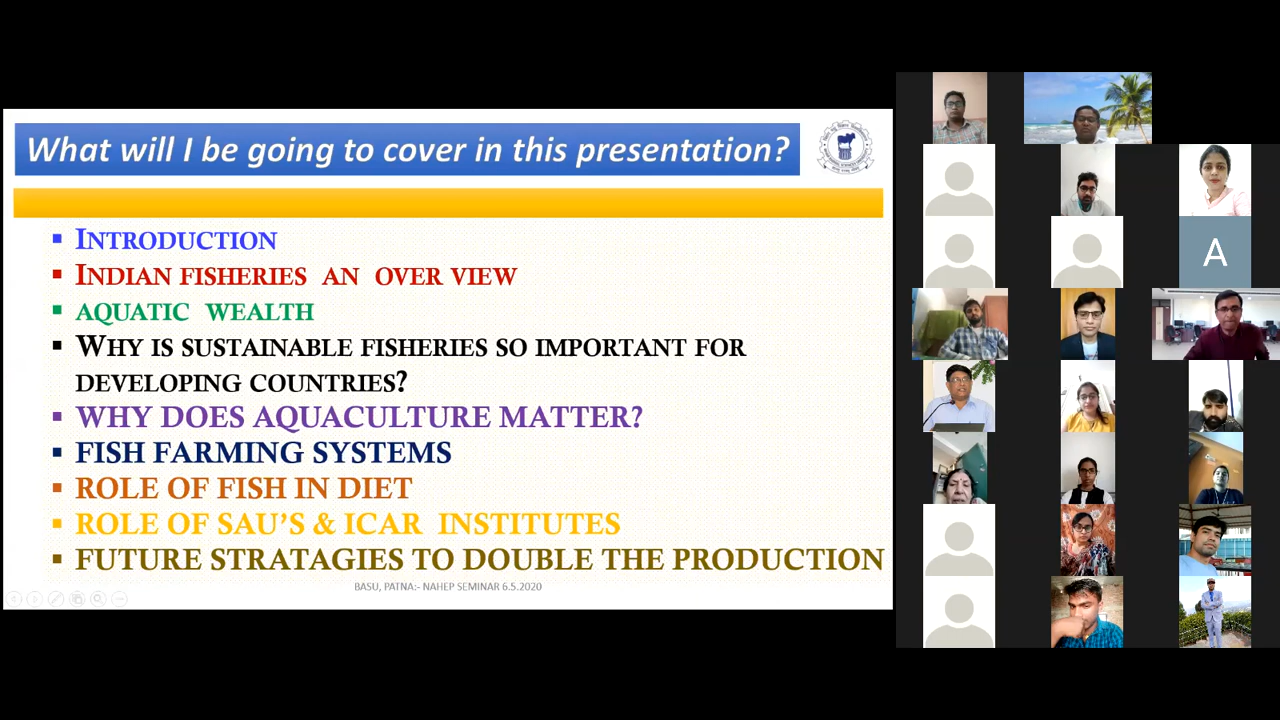 What will I be going to cover in this presentation?
▪ INTRODUCTION
▪ INDIAN FISHERIES AN OVER VIEW
▪ AQUATIC WEALTH
▪ WHY IS SUSTAINABLE FISHERIES SO IMPORTANT FOR
DEVELOPING COUNTRIES?
▪ WHY DOES AQUACULTURE MATTER?
▪ FISH FARMING SYSTEMS
▪ ROLE OF FISH IN DIET
▪ ROLE OF SAU'S & ICAR INSTITUTES
▪ FUTURE STRATAGIES TO DOUBLE THE PRODUCTION
BASU, PATNA:- NAHEP SEMINAR 6.5.2020
A